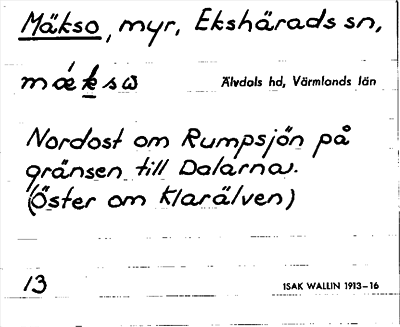 Mäkso, myr, Ekshärads sn,
mǽksω
Älvdals hd, Värmlands län
Nordost om Rumpsjön på
gränsen till Dalarna.
(Öster om Klarälven)
13
ISAK WALLIN 1913–16